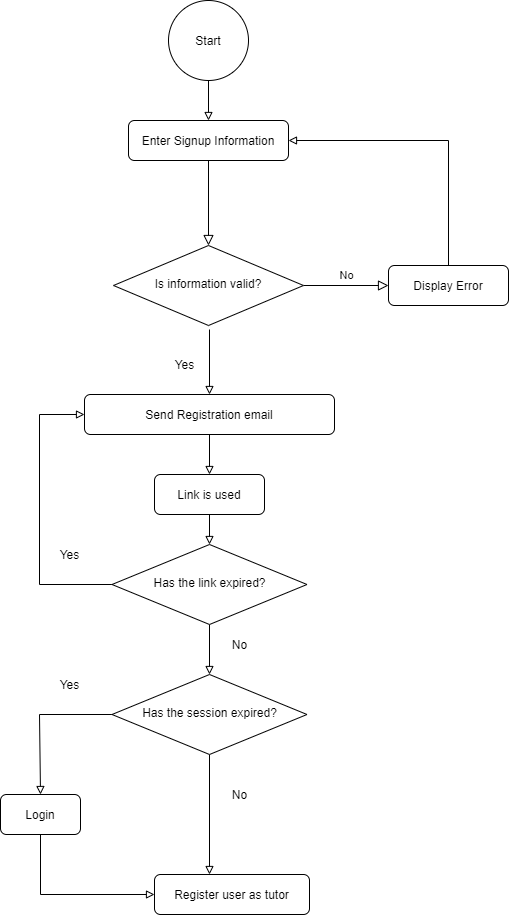 Start
Enter Signup Information
Is information valid?
No
Display Error
Yes
Send Registration email
Link is used
Yes
Has the link expired?
No
Yes
Has the session expired?
No
Login
Register user as tutor